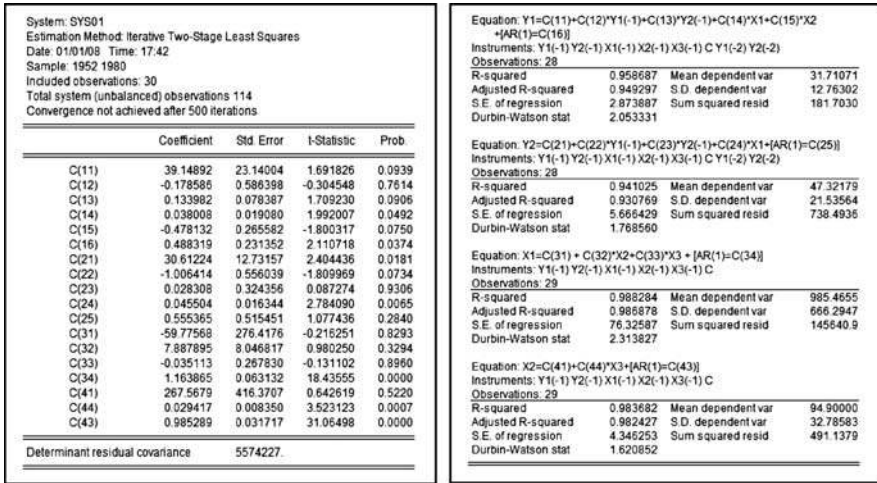 System: SYS01
Estimation Method: Iterative Two-Stage Least Squares
Date: 01/01/08 Time: 17:42
Sample: 1952 1980
Included observations: 30
Total system (unbalanced) observations 114
Convergence not achieved after 500 iterations
Coefficient Std. Error t-Statistic Prob.
C(11) 39.14892 23.14004 1.691826 0.0939
C(12) -0.178586 0.586398 -0.304548 0.7614
C(13) 0.133982 0.078387 1.709230 0.0906
C(14) 0.038008 0.019080 1.992007 0.0492
C(15) -0.478132 0.265582 -1.800317 0.0750
C(16) 0.488319 0.231352 2.110718 0.0374
C(21) 30.61224 12.73157 2.404436 0.0181
C(22) -1.006414 0.556039 -1.809969 0.0734
C(23) 0.028308 0.324356 0.087274 0.9306
C(24) 0.045504 0.016344 2.784090 0.0065
C(25) 0.555365 0.515451 1.077436 0.2840
C(31) -59.77568 276.4176 -0.216251 0.8293
C(32) 7.887895 8.046817 0.980250 0.3294
C(33) -0.035113 0.267830 -0.131102 0.8960
C(34) 1.163865 0.063132 18.43555 0.0000
C(41) 267.5679 416.3707 0.642619 0.5220
C(44) 0.029417 0.008350 3.523123 0.0007
C(43) 0.985289 0.031717 31.06498 0.0000
Determinant residual covariance 5574227.
Equation: Y1=C(11)+C(12)*Y1(-1)+C(13)*Y2(-1)+C(14)*X1+C(15)*X2
+[AR(1)=C(16)]
Instruments: Y1(-1) Y2(-1) X1(-1) X2(-1) X3(-1) C Y1(-2) Y2(-2)
Observations: 28
R-squared 0.958687 Mean dependent var 31.71071
Adjusted R-squared 0.949297 S.D. dependent var 12.76302
S.E. of regression 2.873887 Sum squared resid 181.7030
Durbin-Watson stat 2.053331
Equation: Y2=C(21)+C(22)*Y1(-1)+C(23)*Y2(-1)+C(24)*X1+[AR(1)=C(25)]
Instruments: Y1(-1) Y2(-1) X1(-1) X2(-1) X3(-1) C Y1(-2) Y2(-2)
Observations: 28
R-squared 0.941025 Mean dependent var 47.32179
Adjusted R-squared 0.930769 S.D. dependent var 21.53564
S.E. of regression 5.666429 Sum squared resid 738.4936
Durbin-Watson stat 1.768560
Equation: X1=C(31) + C(32)*X2+C(33)*X3 + [AR(1)=C(34)]
Instruments: Y1(-1) Y2(-1) X1(-1) X2(-1) X3(-1) C
Observations: 29
R-squared 0.988284 Mean dependent var 985.4655
Adjusted R-squared 0.986878 S.D. dependent var 666.2947
S.E. of regression 76.32587 Sum squared resid 145640.9
Durbin-Watson stat 2.313827
Equation: X2=C(41)+C(44)*X3+[AR(1)=C(43)]
Instruments: Y1(-1) Y2(-1) X1(-1) X2(-1) X3(-1) C
Observations: 29
R-squared 0.983682 Mean dependent var 94.90000
Adjusted R-squared 0.982427 S.D. dependent var 32.78583
S.E. of regression 4.346253 Sum squared resid 491.1379
Durbin-Watson stat 1.620852